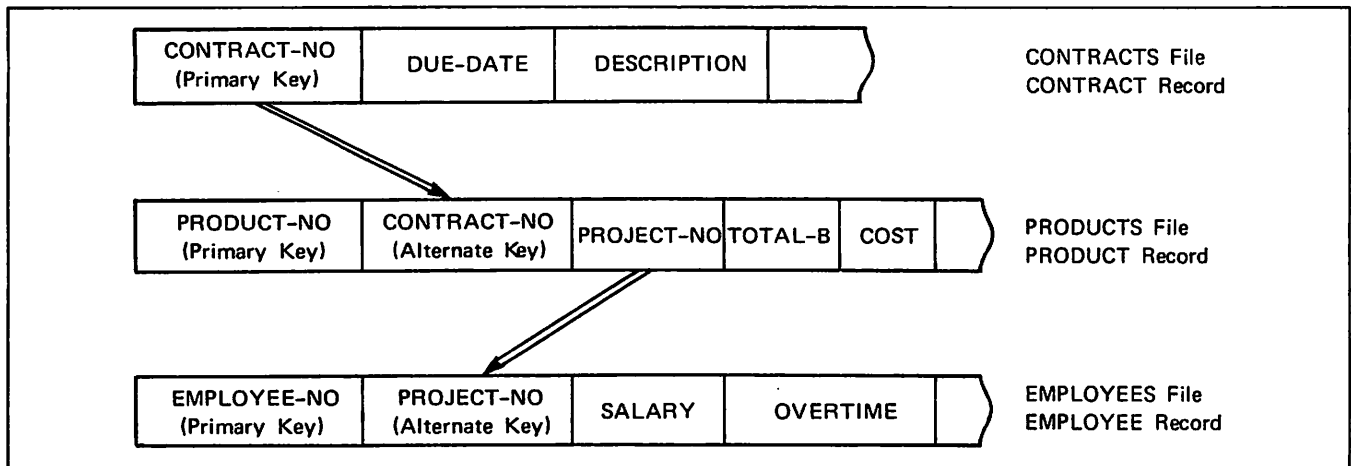 CONTRACT-NO
(Primary Key)
DUE-DATE
DESCRIPTION
CONTRACTS File
CONTRACT Record
PRODUCT-NO
(Primary Key)
CONTRACT-NO
(Alternate Key)
PROJECT-NO
TOTAL-B
COST
PRODUCTS File
PRODUCT Record
EMPLOYEE-NO
(Primary Key)
PROJECT-NO
(Alternate Key)
SALARY
OVERTIME
EMPLOYEES File
EMPLOYEE Record